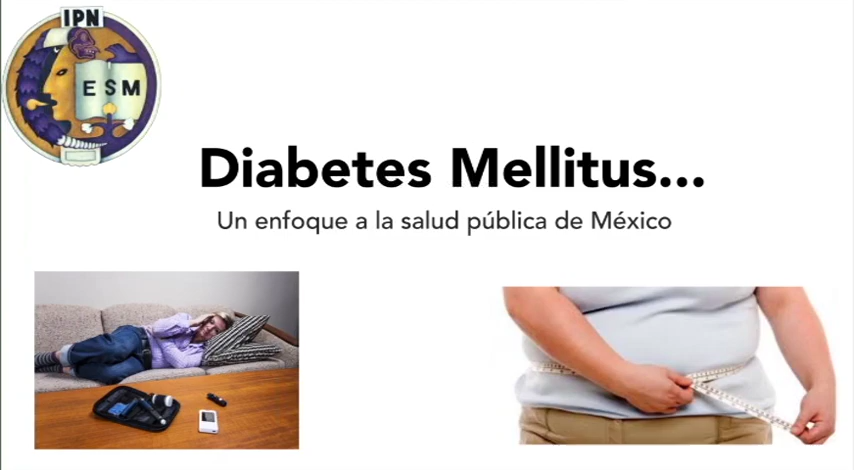 IPN
ESM
Diabetes Mellitus...
Un enfoque a la salud pública de México